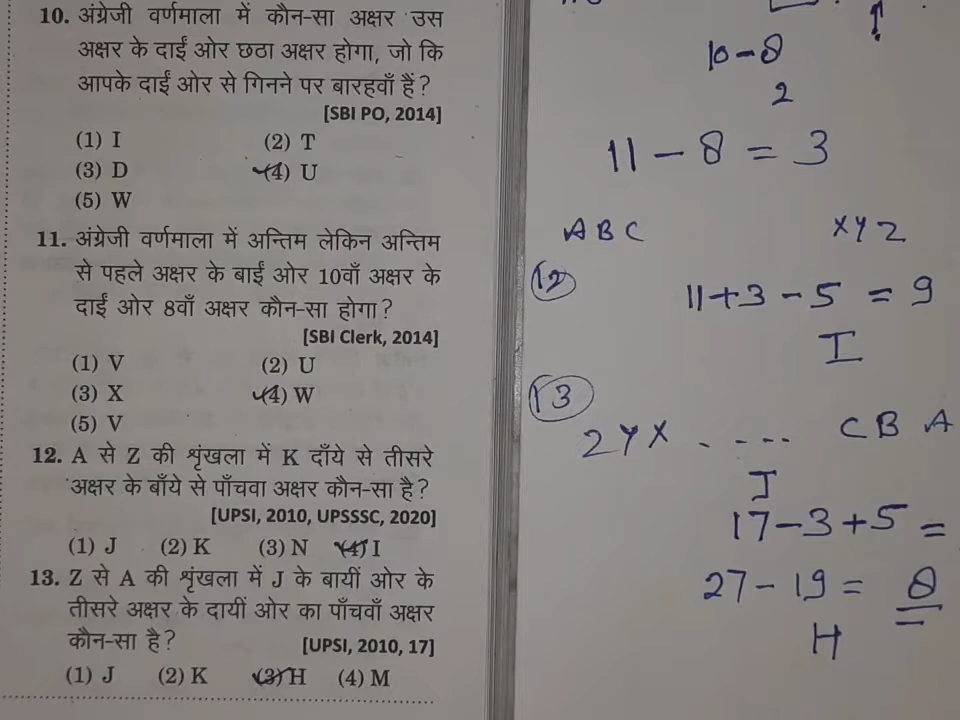 10. अंग्रेजी वर्णमाला में कौन-सा अक्षर उस
अक्षर के दाईं ओर छठा अक्षर होगा, जो कि
आपके दाईं ओर से गिनने पर बारहवाँ हैं ?
[SBI PO, 2014]
(1) I (2) T
(3) D (4) U
(5) W
11. अंग्रेजी वर्णमाला में अन्तिम लेकिन अन्तिम
से पहले अक्षर के बाईं ओर 10वाँ अक्षर के
दाईं ओर 8वाँ अक्षर कौन-सा होगा ?
[SBI Clerk, 2014]
(1) V (2) U
(3) X (4) W
(5) V
12. A से Z की शृंखला में K दाँये से तीसरे
अक्षर के बाँये से पाँचवा अक्षर कौन-सा है ?
[UPSI, 2010, UPSSSC, 2020]
(1) J (2) K (3) N (4) I
13. Z से A की शृंखला में J के बायीं ओर के
तीसरे अक्षर के दायीं ओर का पाँचवाँ अक्षर
कौन-सा है ? [UPSI, 2010, 17]
(1) J (2) K (3) H (4) M
10-8
2
11 - 8 = 3
A B C X Y Z
12
11+3-5 = 9
I
13
Z Y X - - - - - C B A
J
17-3+5 =
27-19 = 8
H